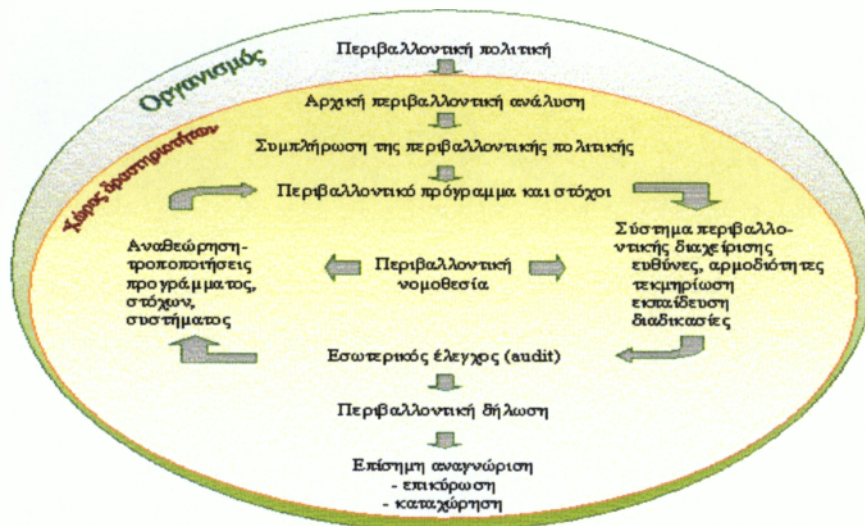 Οργανισμός
Περιβαλλοντική πολιτική
Χώρος δραστηριοτήτων
Αρχική περιβαλλοντική ανάλυση
Συμπλήρωση της περιβαλλοντικής πολιτικής
Περιβαλλοντικό πρόγραμμα και στόχοι
Αναθεώρηση-
τροποποιήσεις
προγράμματος,
στόχων,
συστήματος
Περιβαλλοντική
νομοθεσία
Σύστημα περιβαλλο-
ντικής διαχείρισης
ευθύνες, αρμοδιότητες
τεκμηρίωση
εκπαίδευση
διαδικασίες
Εσωτερικός έλεγχος (audit)
Περιβαλλοντική δήλωση
Επίσημη αναγνώριση
- επικύρωση
- καταχώρηση